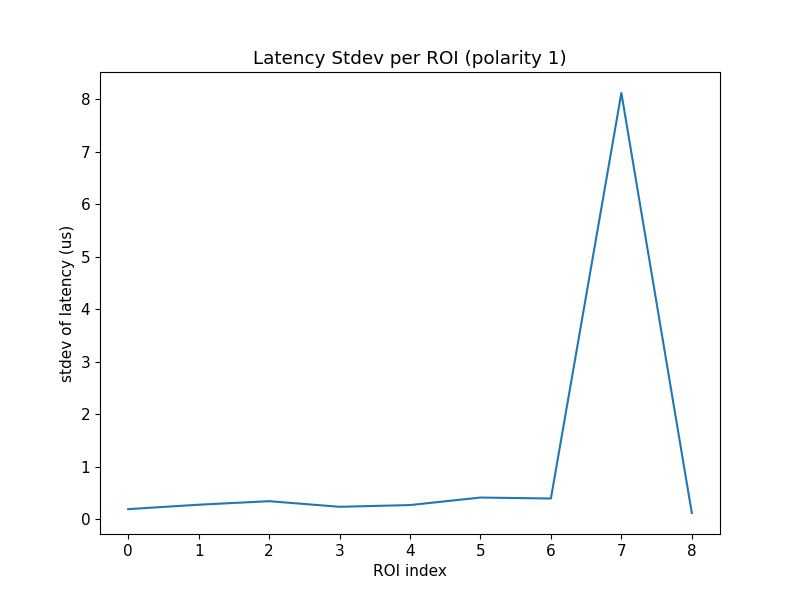 Latency Stdev per ROI (polarity 1)
stdev of latency (us)
8
7
6
5
4
3
2
1
0
0 1 2 3 4 5 6 7 8
ROI index